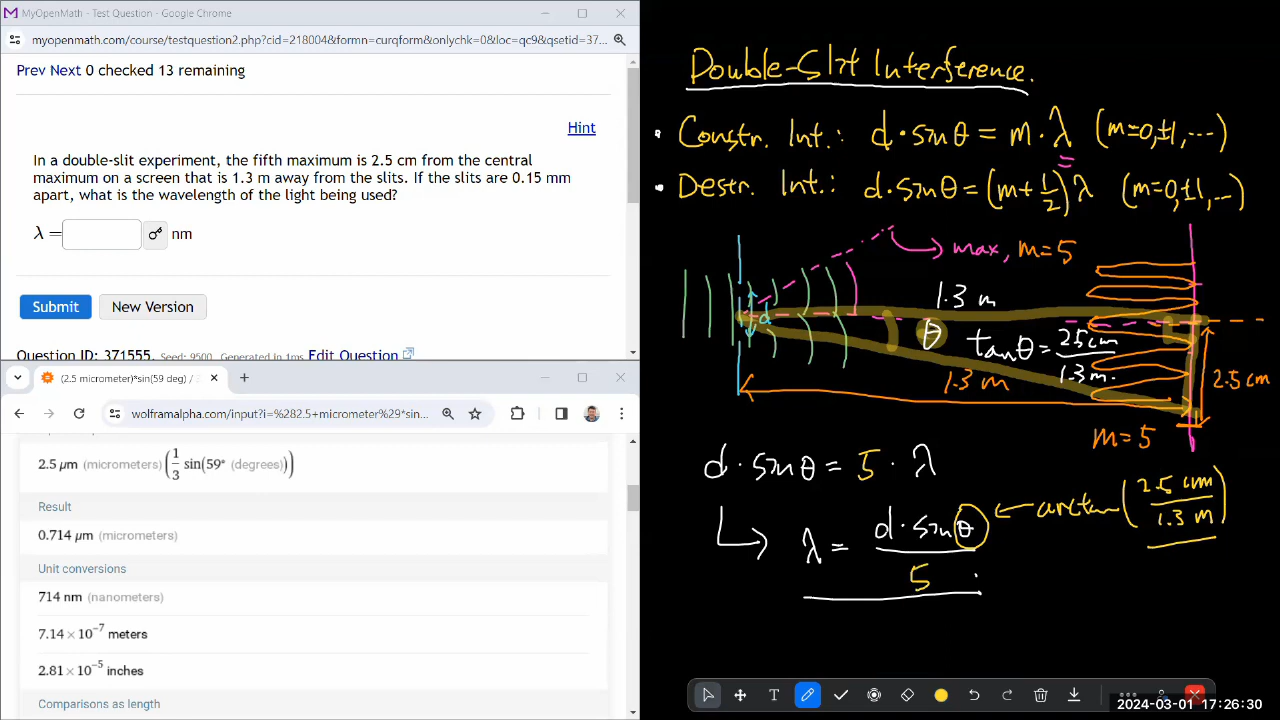 MyOpenMath - Test Question - Google Chrome
myopenmath.com/course/testquestion2.php?cid=218004&formn=curqform&onlychk=0&loc=qc9&qsetid=37...
Prev Next 0 checked 13 remaining
Hint
In a double-slit experiment, the fifth maximum is 2.5 cm from the central
maximum on a screen that is 1.3 m away from the slits. If the slits are 0.15 mm
apart, what is the wavelength of the light being used?
λ = nm
Submit New Version
Question ID: 371555. Seed: 9500. Generated in 1ms Edit Question
(2.5 micrometer)*sin(59 deg) / 3
wolframalpha.com/input?i=%282.5+micrometer%29*sin...
2.5 µm (micrometers) (1/3 sin(59° (degrees)))
Result
0.714 µm (micrometers)
Unit conversions
714 nm (nanometers)
7.14 × 10^-7 meters
2.81 × 10^-5 inches
Comparisons as length
Double-Slit Interference.
• Constr. Int.: d·sinθ = m·λ (m=0,±1,...)
• Destr. Int.: d·sinθ = (m+1/2)λ (m=0,±1,...)
max, m=5
1.3 m
d
θ tanθ = 2.5cm/1.3m.
1.3 m
2.5 cm
m=5
d·sinθ = 5·λ
λ = d·sinθ/5 ← arctan(2.5 cm/1.3 m)
T
2024-03-01 17:26:30